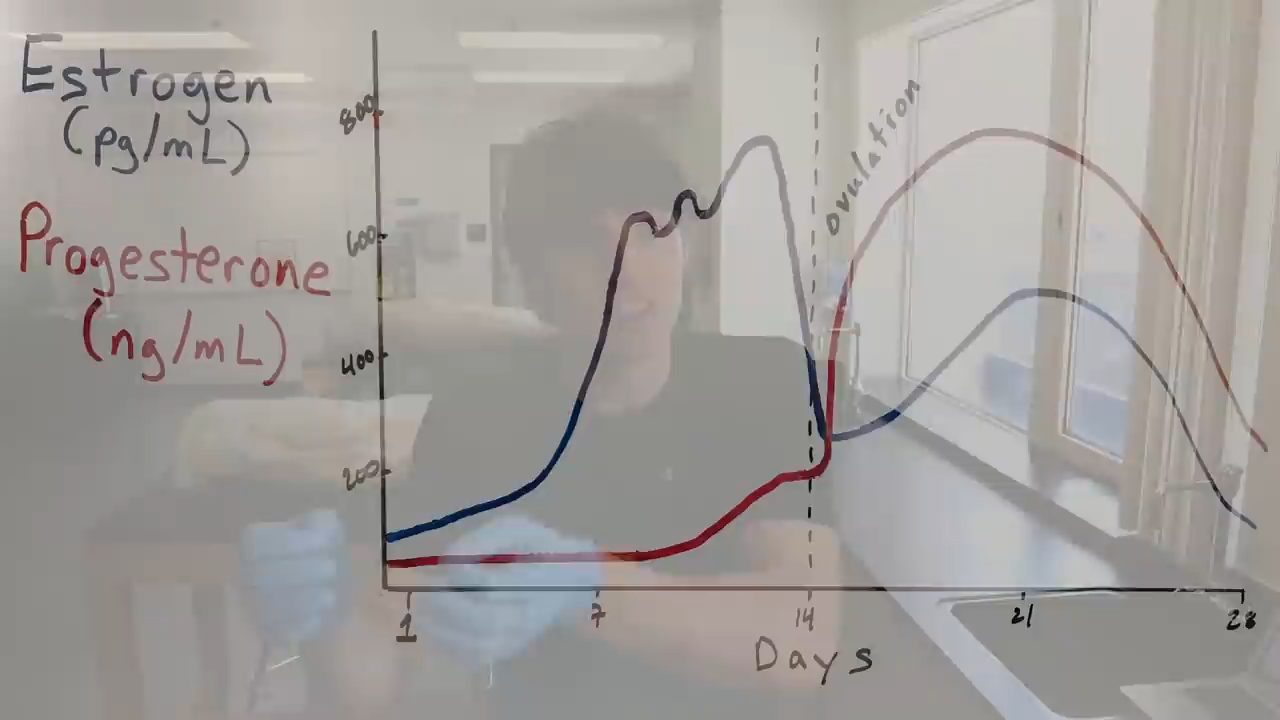 Estrogen
(pg/mL)
Progesterone
(ng/mL)
800
600
400
200
ovulation
1
7
14
21
28
Days